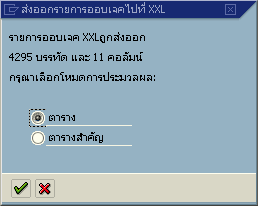 ส่งออกรายการออบเจคไปที่ XXL
รายการออบเจค XXLถูกส่งออก
4295 บรรทัด และ 11 คอลัมน์
กรุณาเลือกโหมดการประมวลผล:
ตาราง
ตารางสำคัญ